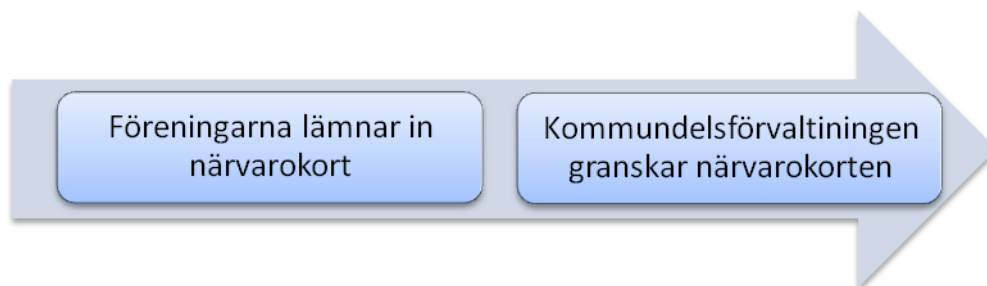 Föreningarna lämnar in
närvarokort
Kommundelsförvaltiningen
granskar närvarokorten